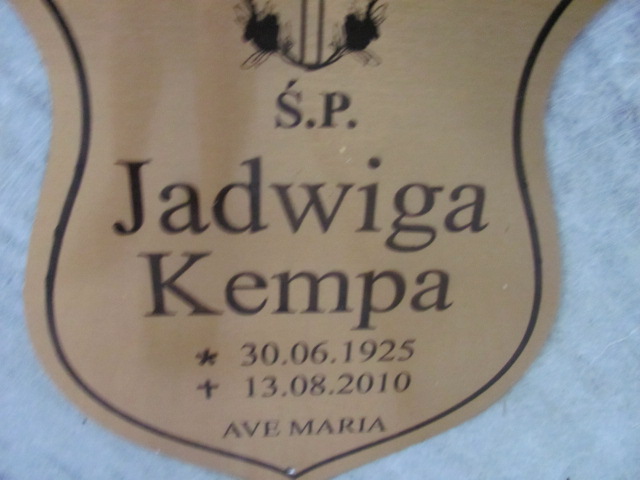 Ś.P.
Jadwiga
Kempa
* 30.06.1925
✝ 13.08.2010
AVE MARIA